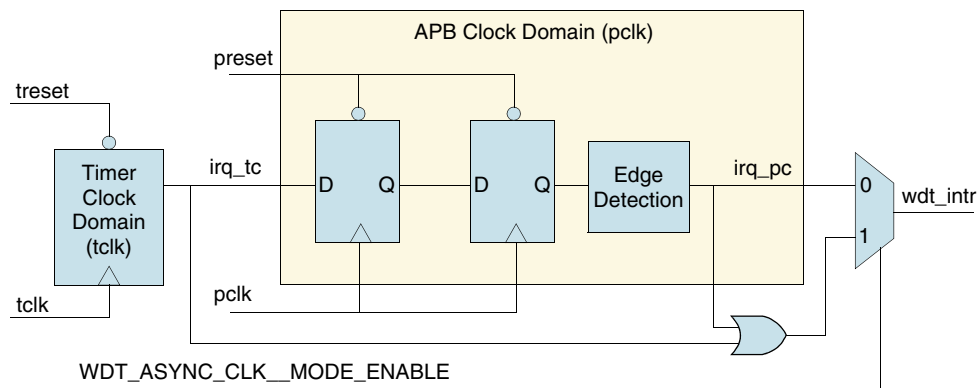 APB Clock Domain (pclk)
preset
treset
Timer
Clock
Domain
(tclk)
irq_tc
D
Q
D
Q
Edge
Detection
irq_pc
0
1
wdt_intr
tclk
pclk
WDT_ASYNC_CLK__MODE_ENABLE